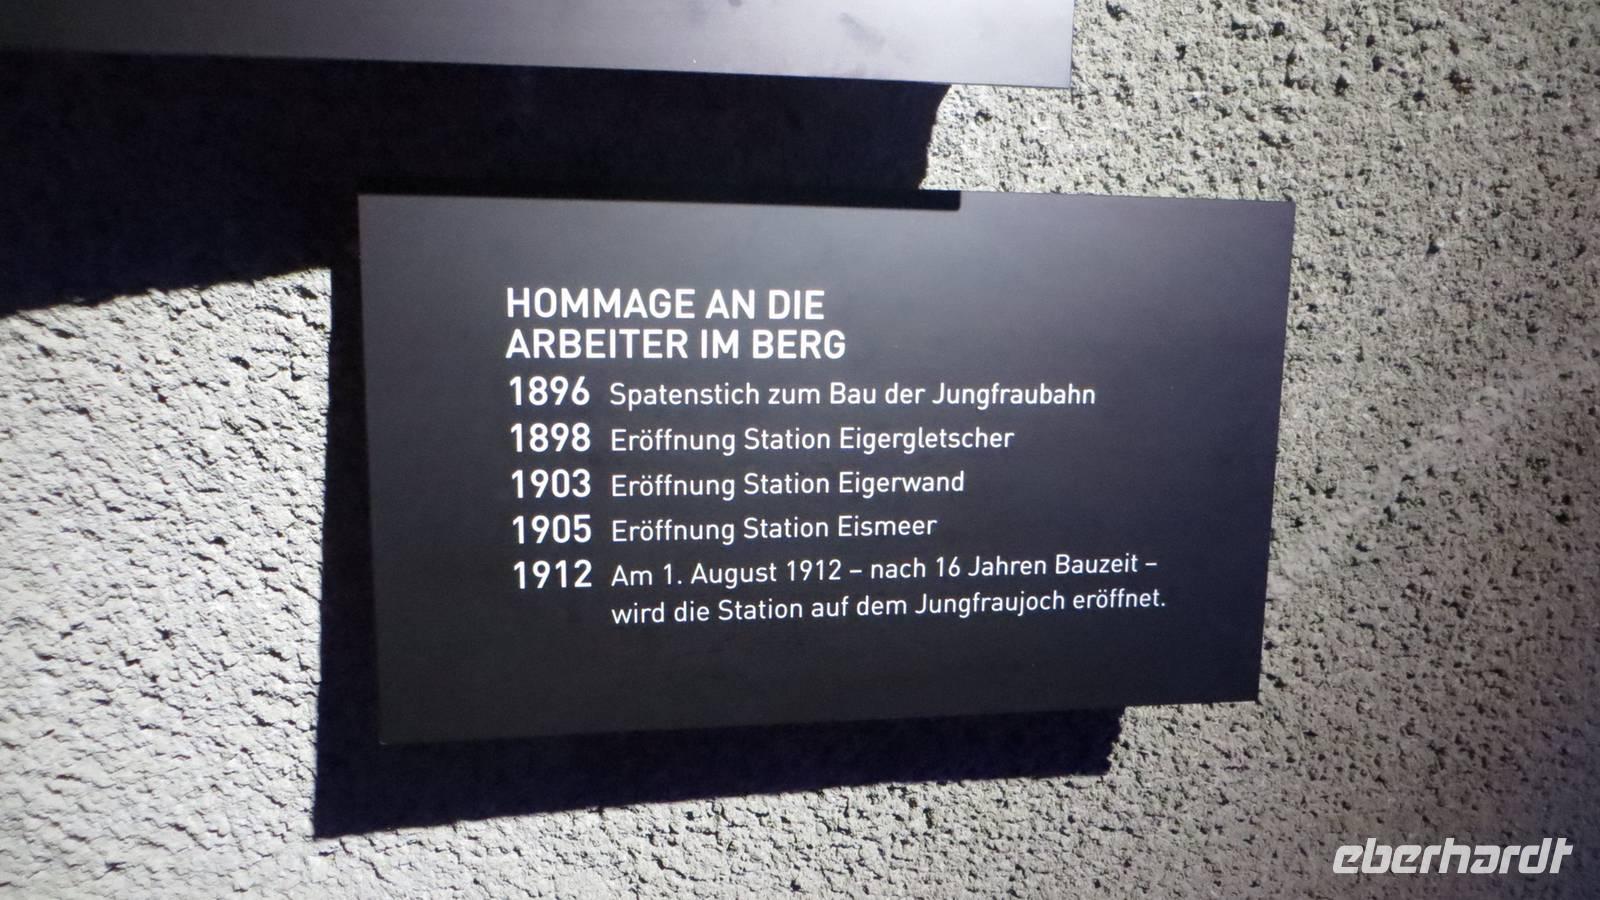 HOMMAGE AN DIE
ARBEITER IM BERG
1896 Spatenstich zum Bau der Jungfraubahn
1898 Eröffnung Station Eigergletscher
1903 Eröffnung Station Eigerwand
1905 Eröffnung Station Eismeer
1912 Am 1. August 1912 – nach 16 Jahren Bauzeit –
wird die Station auf dem Jungfraujoch eröffnet.
eberhardt